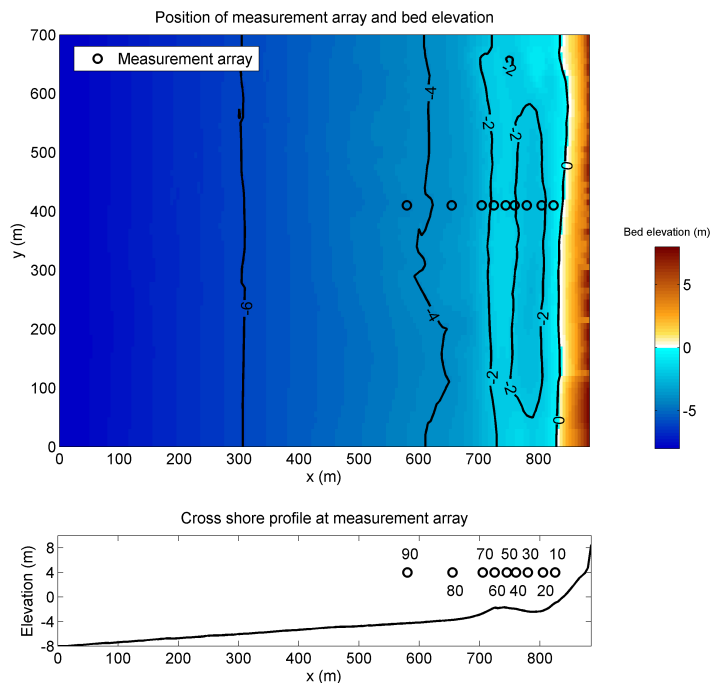 Position of measurement array and bed elevation
700
600
500
400
300
200
100
0
y (m)
Measurement array
-4
-2
-2
-2
0
-6
-4
-2
-2
-2
0
0 100 200 300 400 500 600 700 800
x (m)
Bed elevation (m)
5
0
-5
Cross shore profile at measurement array
8
4
0
-4
-8
Elevation (m)
90 70 50 30 10
80 60 40 20
0 100 200 300 400 500 600 700 800
x (m)